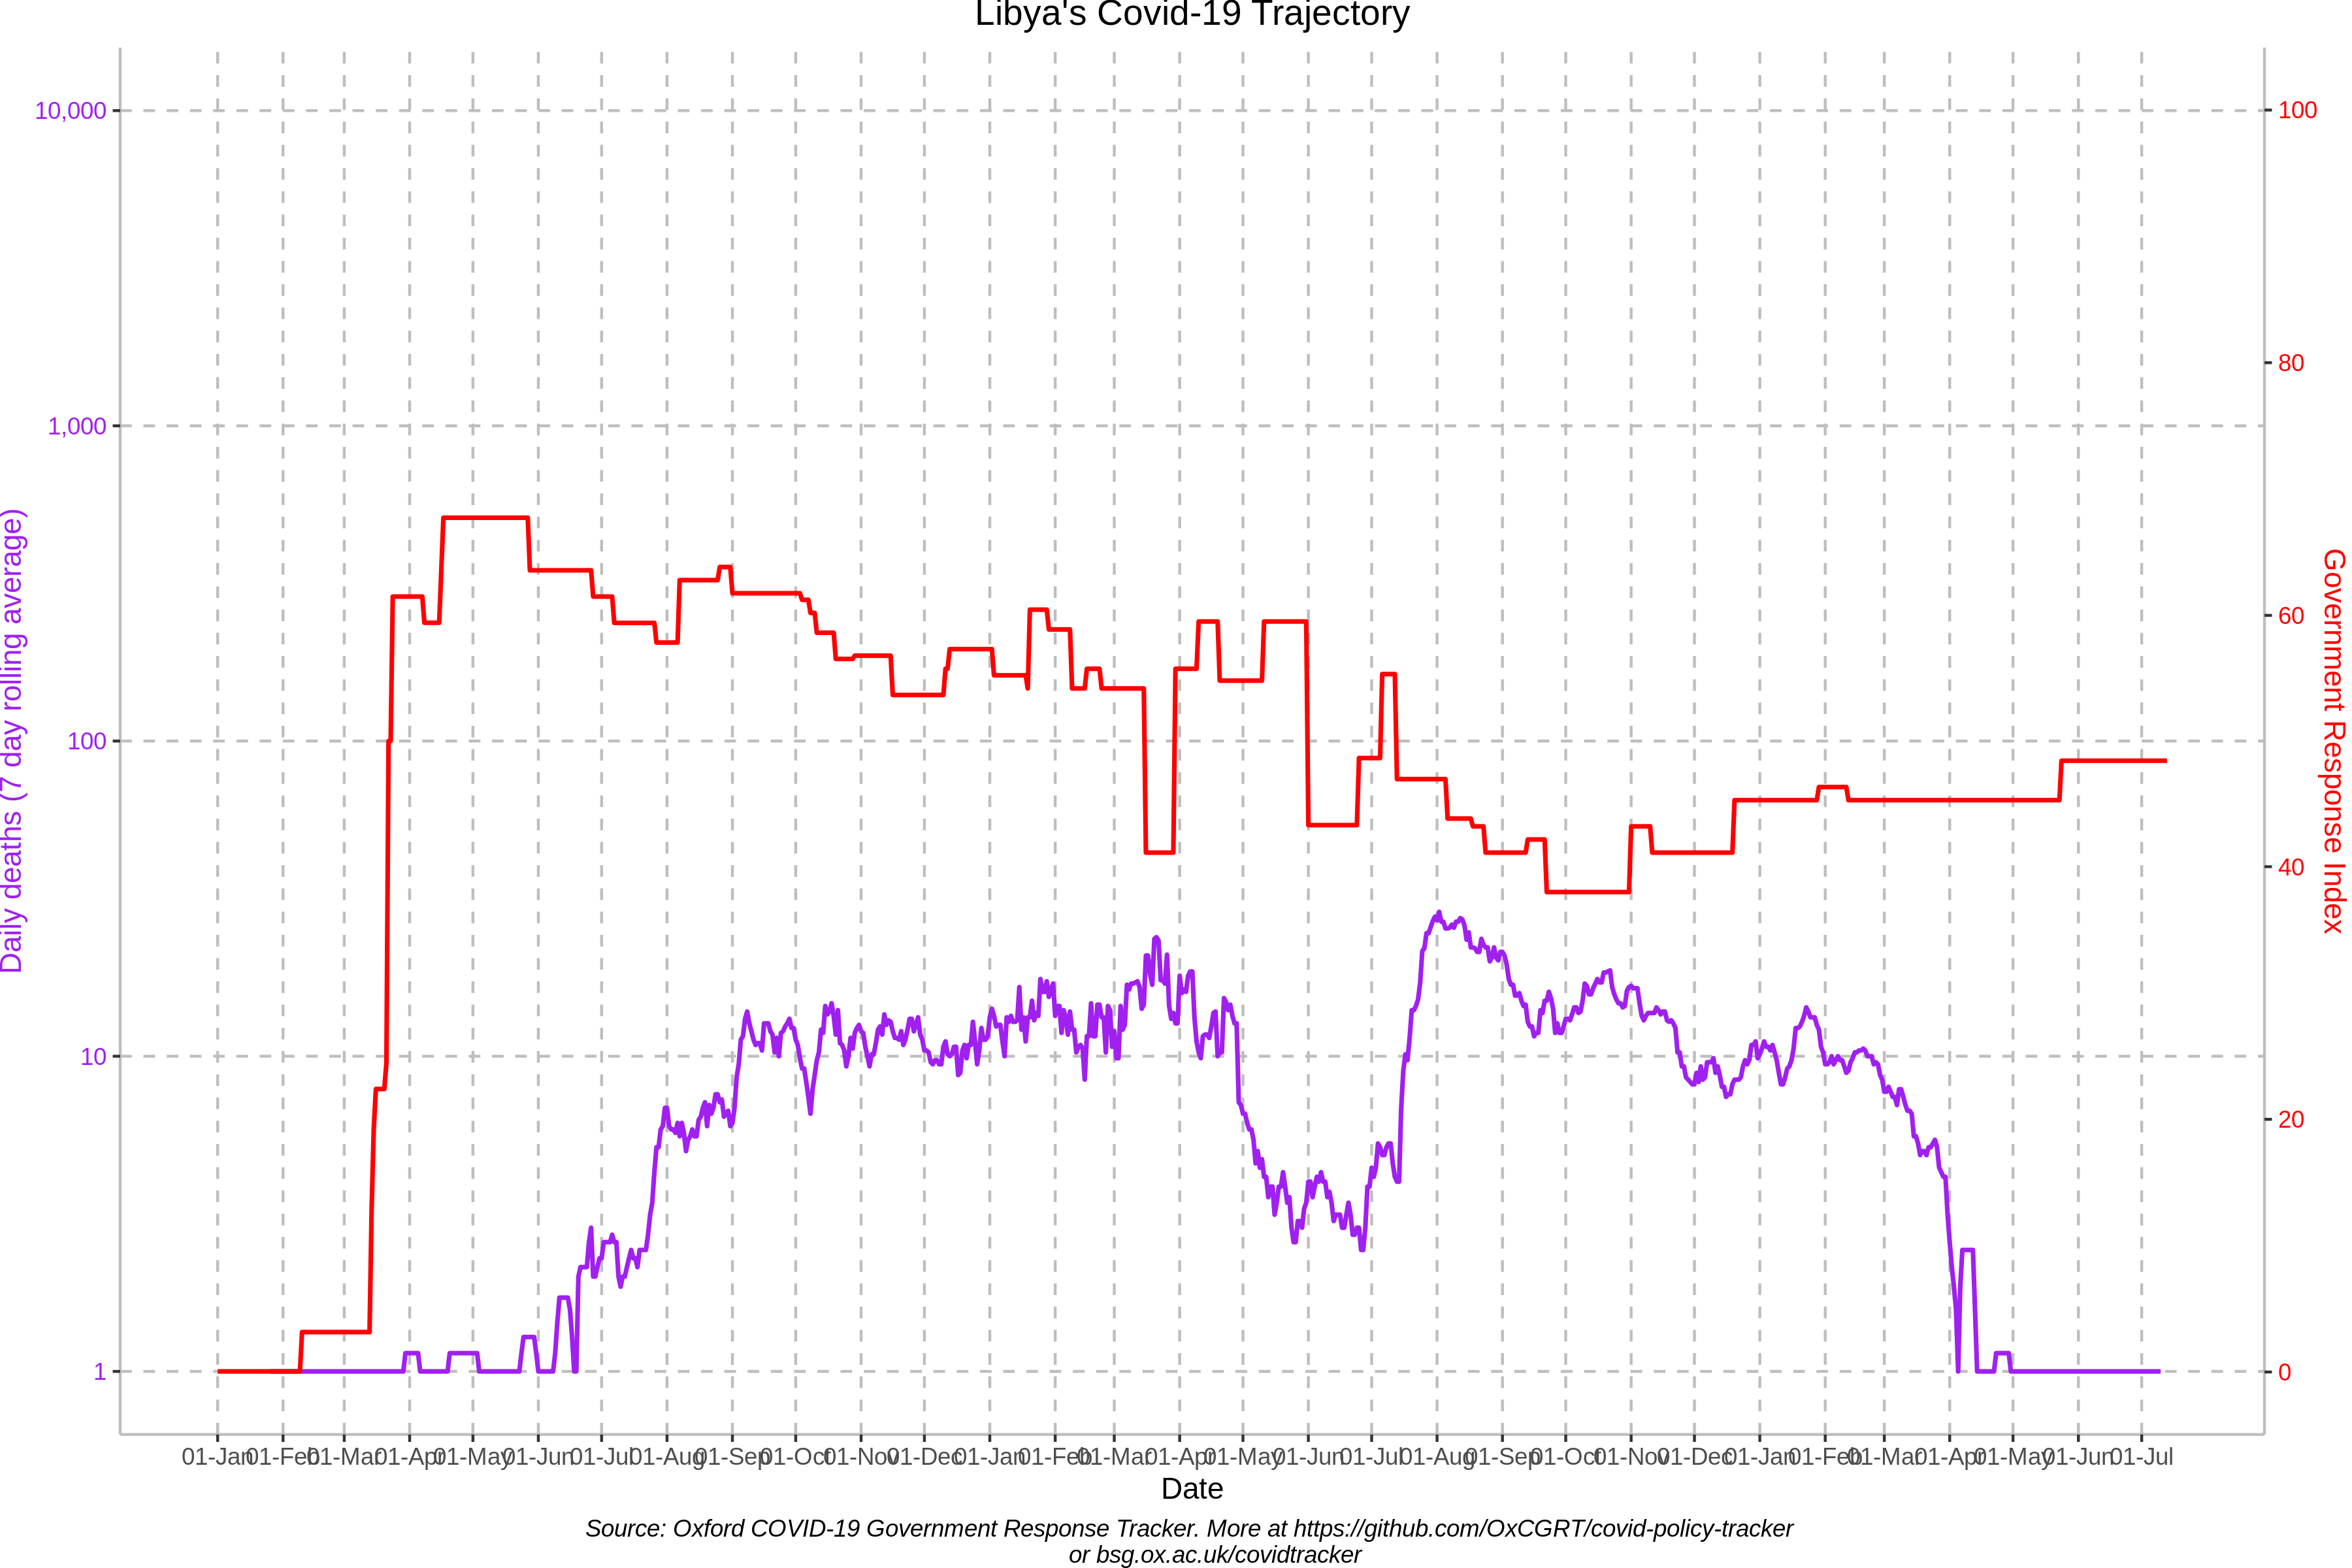 Libya's Covid-19 Trajectory
10,000
1,000
100
10
1
Daily deaths (7 day rolling average)
100
80
60
40
20
0
Government Response Index
01-Jan 01-Feb 01-Mar 01-Apr 01-May 01-Jun 01-Jul 01-Aug 01-Sep 01-Oct 01-Nov 01-Dec 01-Jan 01-Feb 01-Mar 01-Apr 01-May 01-Jun 01-Jul 01-Aug 01-Sep 01-Oct 01-Nov 01-Dec 01-Jan 01-Feb 01-Mar 01-Apr 01-May 01-Jun 01-Jul
Date
Source: Oxford COVID-19 Government Response Tracker. More at https://github.com/OxCGRT/covid-policy-tracker
or bsg.ox.ac.uk/covidtracker